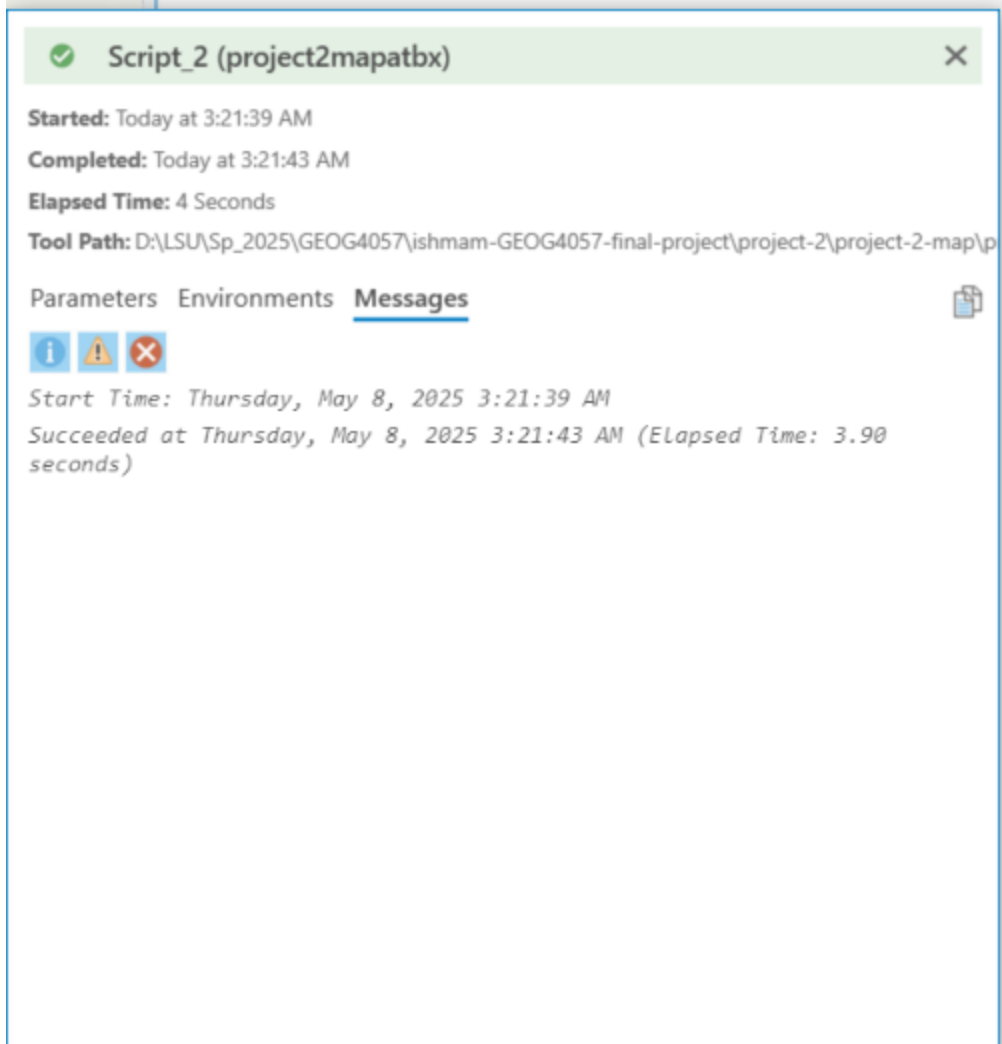 Script_2 (project2mapatbx)
Started: Today at 3:21:39 AM
Completed: Today at 3:21:43 AM
Elapsed Time: 4 Seconds
Tool Path: D:\LSU\Sp_2025\GEOG4057\ishmam-GEOG4057-final-project\project-2\project-2-map\p
Parameters Environments Messages
Start Time: Thursday, May 8, 2025 3:21:39 AM
Succeeded at Thursday, May 8, 2025 3:21:43 AM (Elapsed Time: 3.90
seconds)